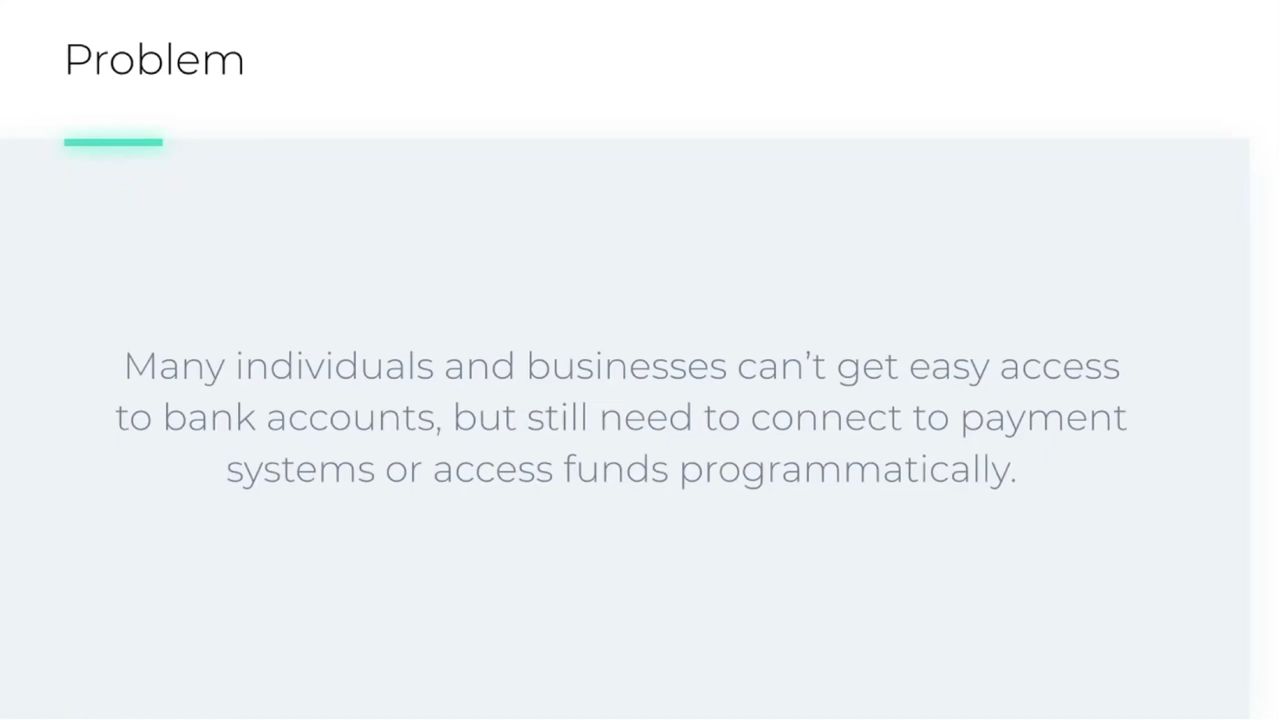 Problem
Many individuals and businesses can’t get easy access
to bank accounts, but still need to connect to payment
systems or access funds programmatically.